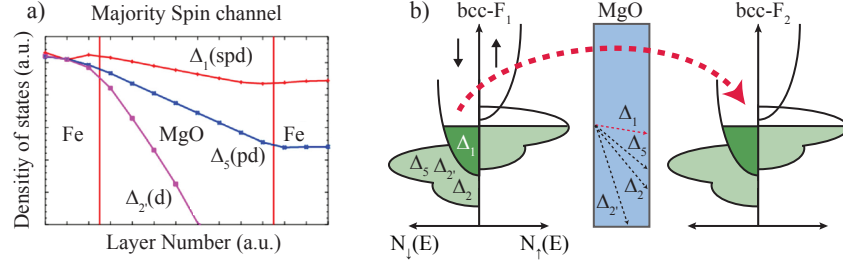 a)
Majority Spin channel
Densitiy of states (a.u.)
Δ₁(spd)
Fe
MgO
Fe
Δ₅(pd)
Δ₂'(d)
Layer Number (a.u.)
b)
bcc-F₁
MgO
bcc-F₂
Δ₁
Δ₁
Δ₅
Δ₅ Δ₂'
Δ₂
Δ₂
Δ₂'
N↓(E)
N↑(E)